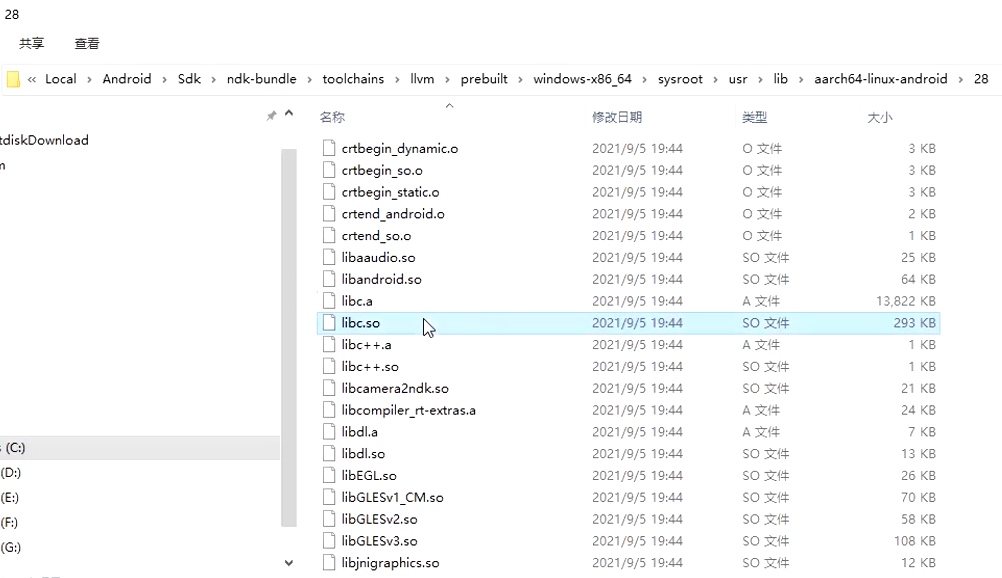 28
共享 查看
« Local › Android › Sdk › ndk-bundle › toolchains › llvm › prebuilt › windows-x86_64 › sysroot › usr › lib › aarch64-linux-android › 28
名称 修改日期 类型 大小
tdiskDownload
crtbegin_dynamic.o 2021/9/5 19:44 O 文件 3 KB
crtbegin_so.o 2021/9/5 19:44 O 文件 3 KB
crtbegin_static.o 2021/9/5 19:44 O 文件 3 KB
crtend_android.o 2021/9/5 19:44 O 文件 2 KB
crtend_so.o 2021/9/5 19:44 O 文件 1 KB
libaaudio.so 2021/9/5 19:44 SO 文件 25 KB
libandroid.so 2021/9/5 19:44 SO 文件 64 KB
libc.a 2021/9/5 19:44 A 文件 13,822 KB
libc.so 2021/9/5 19:44 SO 文件 293 KB
libc++.a 2021/9/5 19:44 A 文件 1 KB
libc++.so 2021/9/5 19:44 SO 文件 1 KB
libcamera2ndk.so 2021/9/5 19:44 SO 文件 21 KB
libcompiler_rt-extras.a 2021/9/5 19:44 A 文件 24 KB
libdl.a 2021/9/5 19:44 A 文件 7 KB
libdl.so 2021/9/5 19:44 SO 文件 13 KB
libEGL.so 2021/9/5 19:44 SO 文件 26 KB
libGLESv1_CM.so 2021/9/5 19:44 SO 文件 70 KB
libGLESv2.so 2021/9/5 19:44 SO 文件 58 KB
libGLESv3.so 2021/9/5 19:44 SO 文件 108 KB
libjnigraphics.so 2021/9/5 19:44 SO 文件 12 KB
(C:)
(D:)
(E:)
(F:)
(G:)